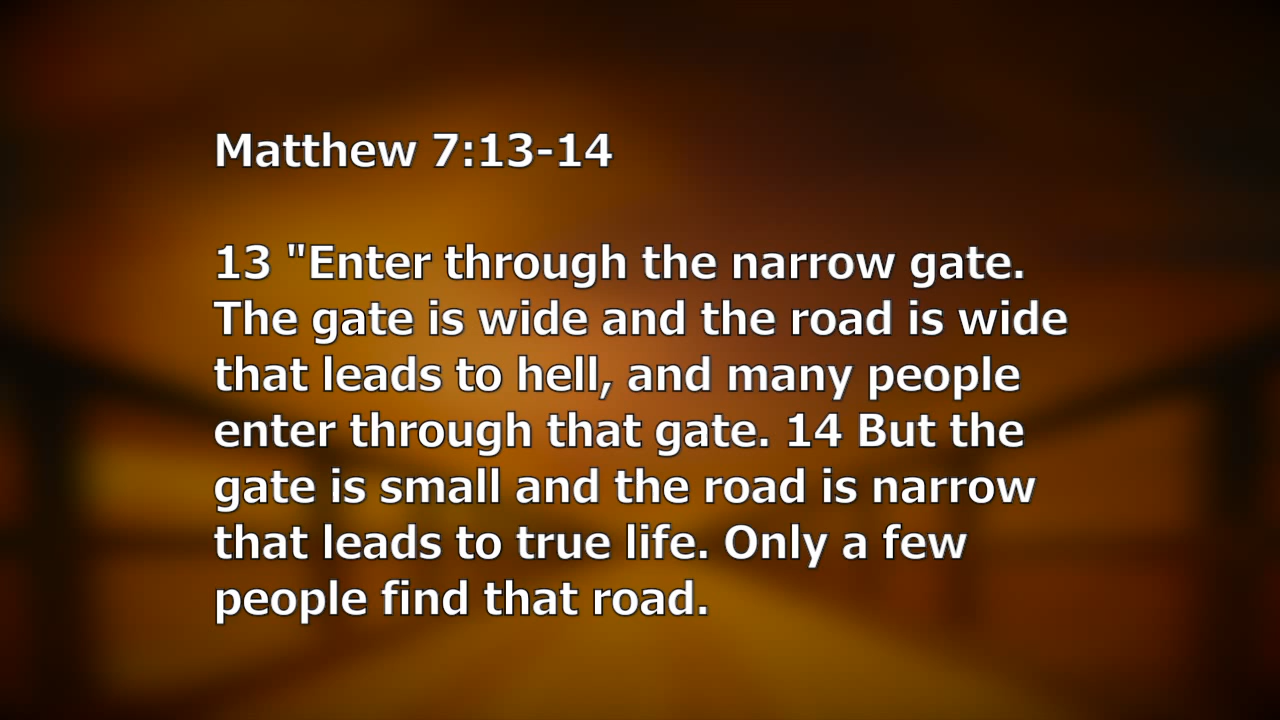 Matthew 7:13-14
13 "Enter through the narrow gate.
The gate is wide and the road is wide
that leads to hell, and many people
enter through that gate. 14 But the
gate is small and the road is narrow
that leads to true life. Only a few
people find that road.